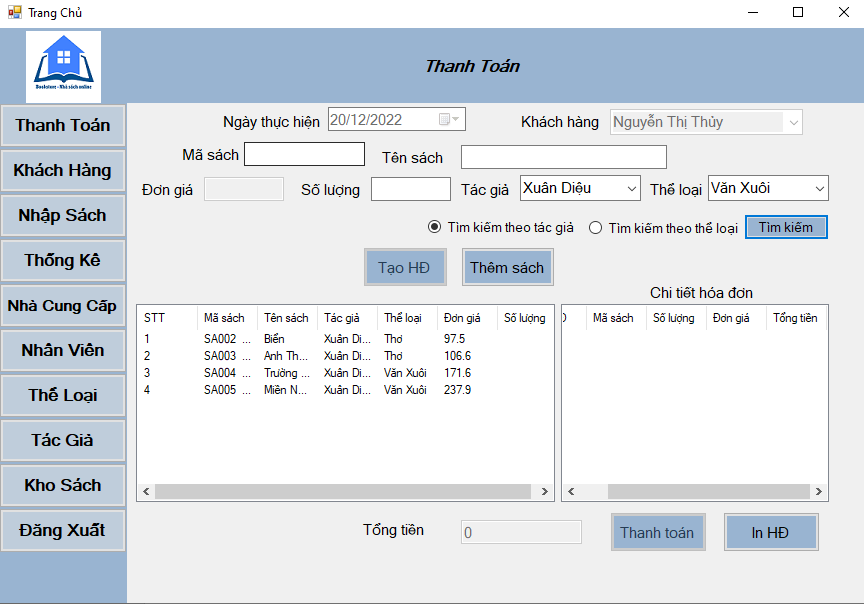 Trang Chủ
Bookstore - Nhà sách online
Thanh Toán
Thanh Toán
Khách Hàng
Nhập Sách
Thống Kê
Nhà Cung Cấp
Nhân Viên
Thể Loại
Tác Giả
Kho Sách
Đăng Xuất
Ngày thực hiện 20/12/2022 Khách hàng Nguyễn Thị Thủy
Mã sách Tên sách
Đơn giá Số lượng Tác giả Xuân Diệu Thể loại Văn Xuôi
Tìm kiếm theo tác giả Tìm kiếm theo thể loại Tìm kiếm
Tạo HĐ Thêm sách
Chi tiết hóa đơn
STT Mã sách Tên sách Tác giả Thể loại Đơn giá Số lượng
1 SA002 ... Biển Xuân Di... Thơ 97.5
2 SA003 ... Anh Th... Xuân Di... Thơ 106.6
3 SA004 ... Trường ... Xuân Di... Văn Xuôi 171.6
4 SA005 ... Miền N... Xuân Di... Văn Xuôi 237.9
Mã sách Số lượng Đơn giá Tổng tiền
Tổng tiền 0 Thanh toán In HĐ